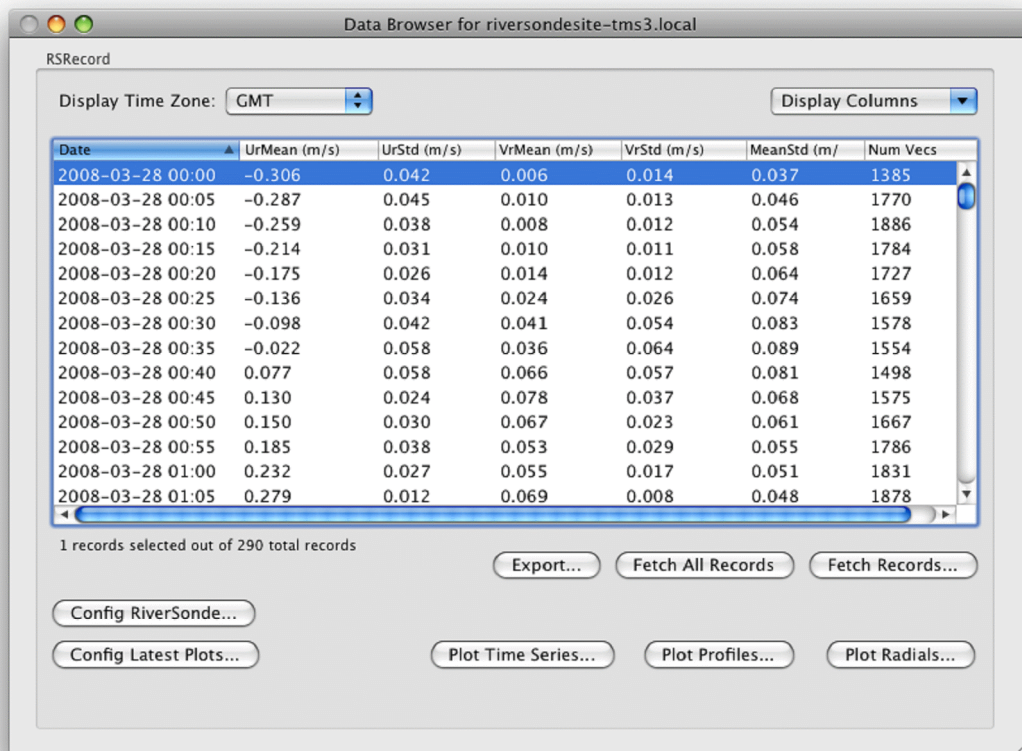 Data Browser for riversondesite-tms3.local
RSRecord
Display Time Zone: GMT Display Columns
Date UrMean (m/s) UrStd (m/s) VrMean (m/s) VrStd (m/s) MeanStd (m/ Num Vecs
2008-03-28 00:00 -0.306 0.042 0.006 0.014 0.037 1385
2008-03-28 00:05 -0.287 0.045 0.010 0.013 0.046 1770
2008-03-28 00:10 -0.259 0.038 0.008 0.012 0.054 1886
2008-03-28 00:15 -0.214 0.031 0.010 0.011 0.058 1784
2008-03-28 00:20 -0.175 0.026 0.014 0.012 0.064 1727
2008-03-28 00:25 -0.136 0.034 0.024 0.026 0.074 1659
2008-03-28 00:30 -0.098 0.042 0.041 0.054 0.083 1578
2008-03-28 00:35 -0.022 0.058 0.036 0.064 0.089 1554
2008-03-28 00:40 0.077 0.058 0.066 0.057 0.081 1498
2008-03-28 00:45 0.130 0.024 0.078 0.037 0.068 1575
2008-03-28 00:50 0.150 0.030 0.067 0.023 0.061 1667
2008-03-28 00:55 0.185 0.038 0.053 0.029 0.055 1786
2008-03-28 01:00 0.232 0.027 0.055 0.017 0.051 1831
2008-03-28 01:05 0.279 0.012 0.069 0.008 0.048 1878
1 records selected out of 290 total records
Export... Fetch All Records Fetch Records...
Config RiverSonde...
Config Latest Plots... Plot Time Series... Plot Profiles... Plot Radials...